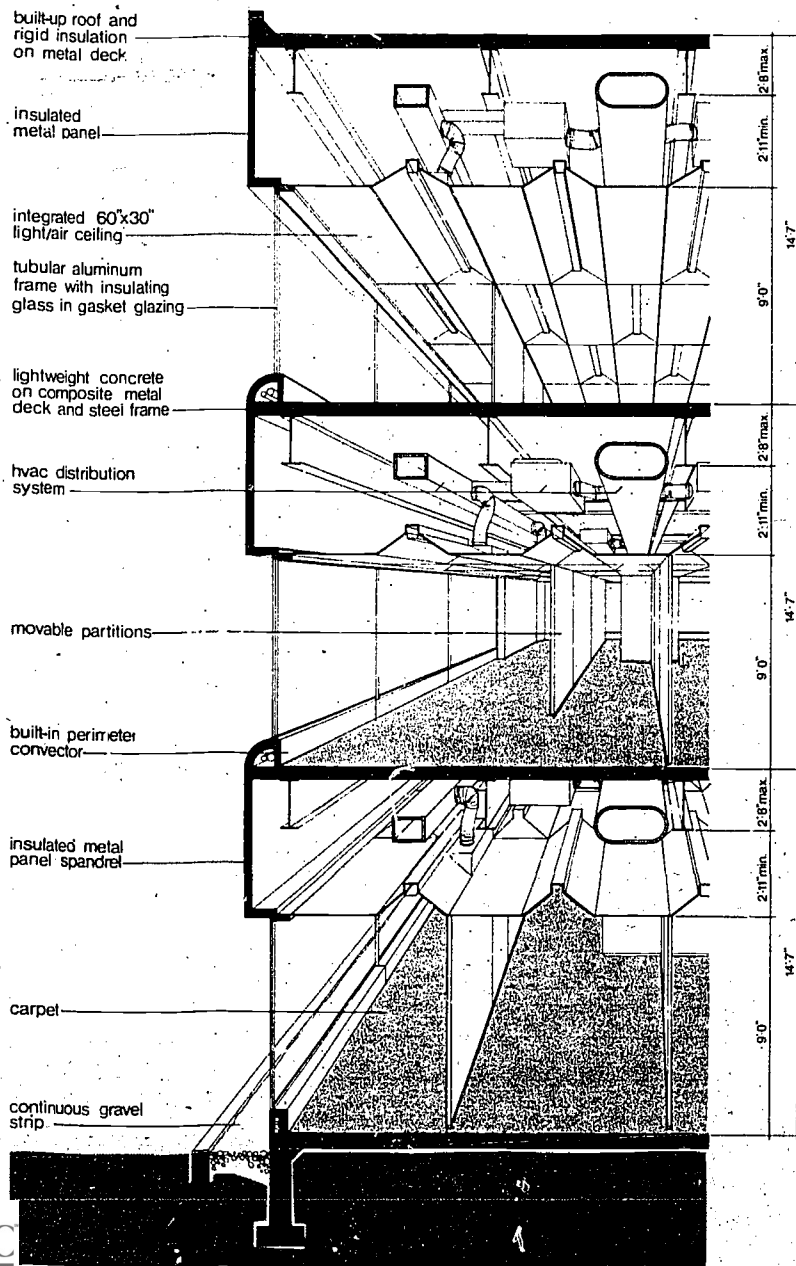 built-up roof and
rigid insulation
on metal deck
insulated
metal panel
integrated 60"x30"
light/air ceiling
tubular aluminum
frame with insulating
glass in gasket glazing
lightweight concrete
on composite metal
deck and steel frame
hvac distribution
system
movable partitions
built-in perimeter
convector
insulated metal
panel spandrel
carpet
continuous gravel
strip
2'8"max.
2'11"min.
14'7"
9'0"
2'8"max.
2'11"min.
14'7"
9'0"
2'8"max.
2'11"min.
14'7"
9'0"